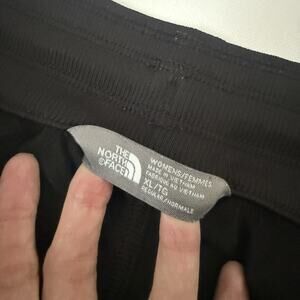 THE
NORTH
FACE
WOMENS/FEMMES
MADE IN VIETNAM
FABRIQUÉ AU VIETNAM
XL/TG
REGULAR/NORMALE